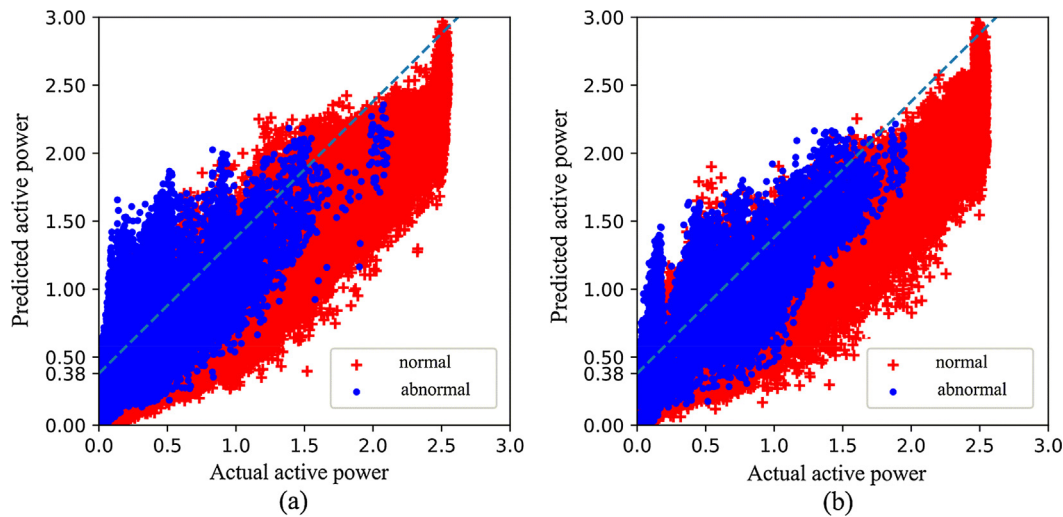 3.00
2.50
2.00
1.50
1.00
0.50
0.38
0.00
Predicted active power
0.0 0.5 1.0 1.5 2.0 2.5 3.0
Actual active power
normal
abnormal
(a)
3.00
2.50
2.00
1.50
1.00
0.50
0.38
0.00
Predicted active power
0.0 0.5 1.0 1.5 2.0 2.5 3.0
Actual active power
normal
abnormal
(b)